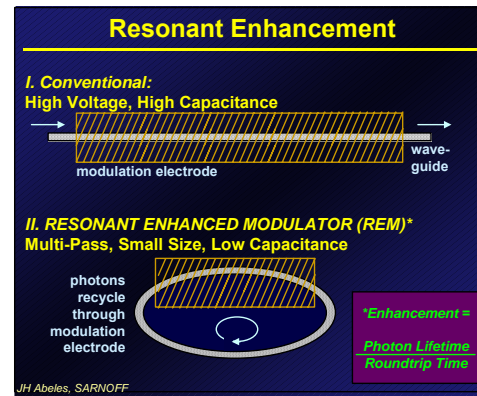 Resonant Enhancement
I. Conventional:
High Voltage, High Capacitance
modulation electrode
wave-
guide
II. RESONANT ENHANCED MODULATOR (REM)*
Multi-Pass, Small Size, Low Capacitance
photons
recycle
through
modulation
electrode
*Enhancement =
Photon Lifetime
Roundtrip Time
JH Abeles, SARNOFF